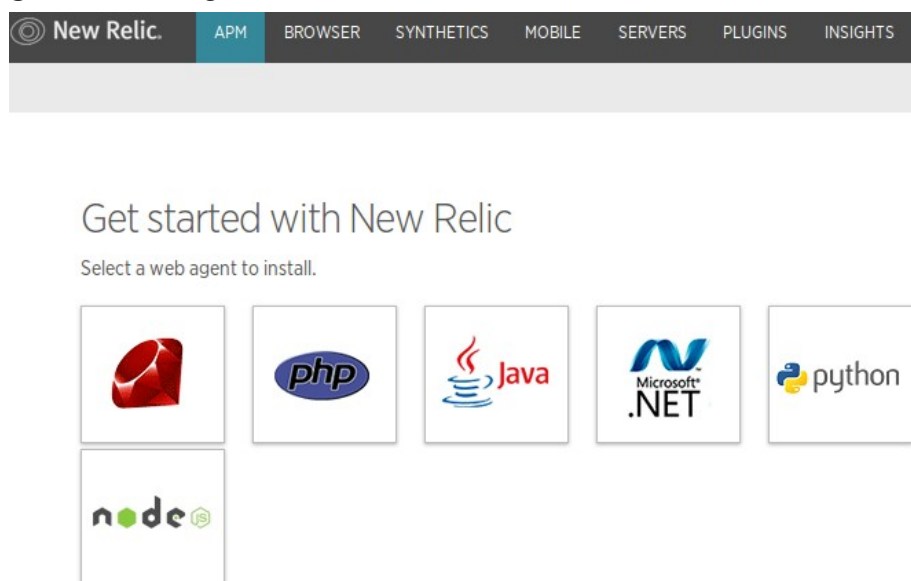 New Relic. APM BROWSER SYNTHETICS MOBILE SERVERS PLUGINS INSIGHTS
Get started with New Relic
Select a web agent to install.
php Java Microsoft® .NET python
node JS